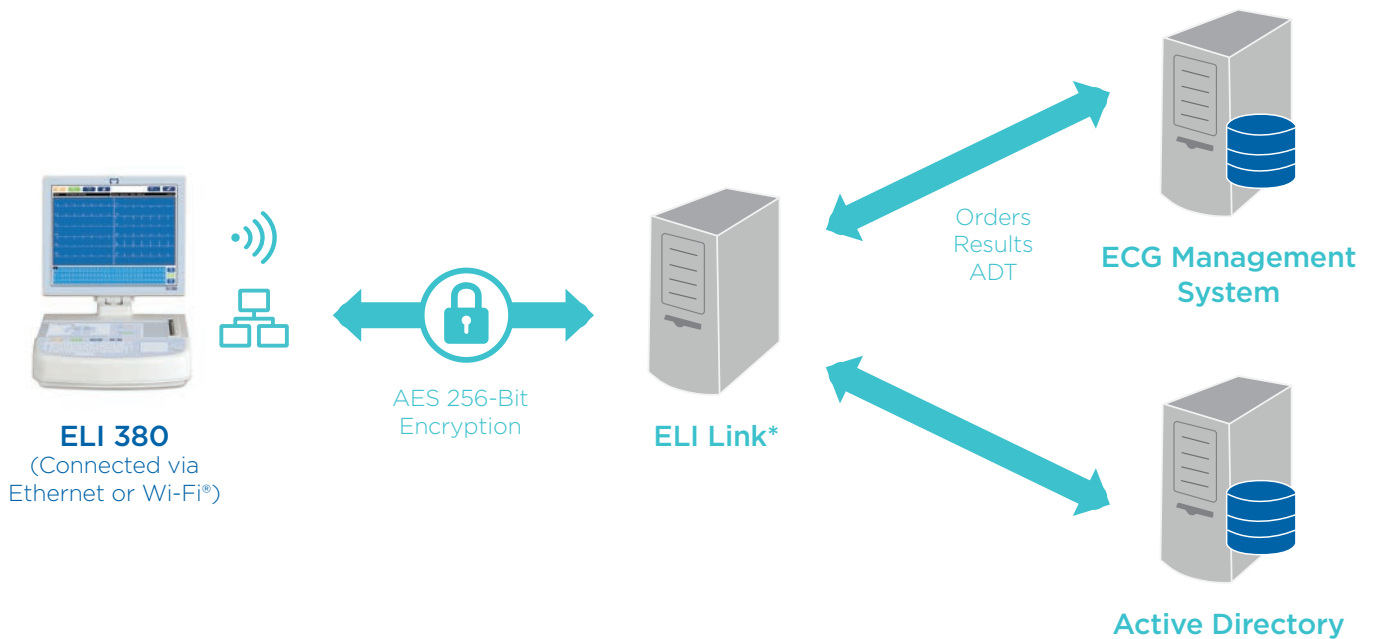 ELI 380
(Connected via
Ethernet or Wi-Fi®)
AES 256-Bit
Encryption
ELI Link*
Orders
Results
ADT
ECG Management
System
Active Directory